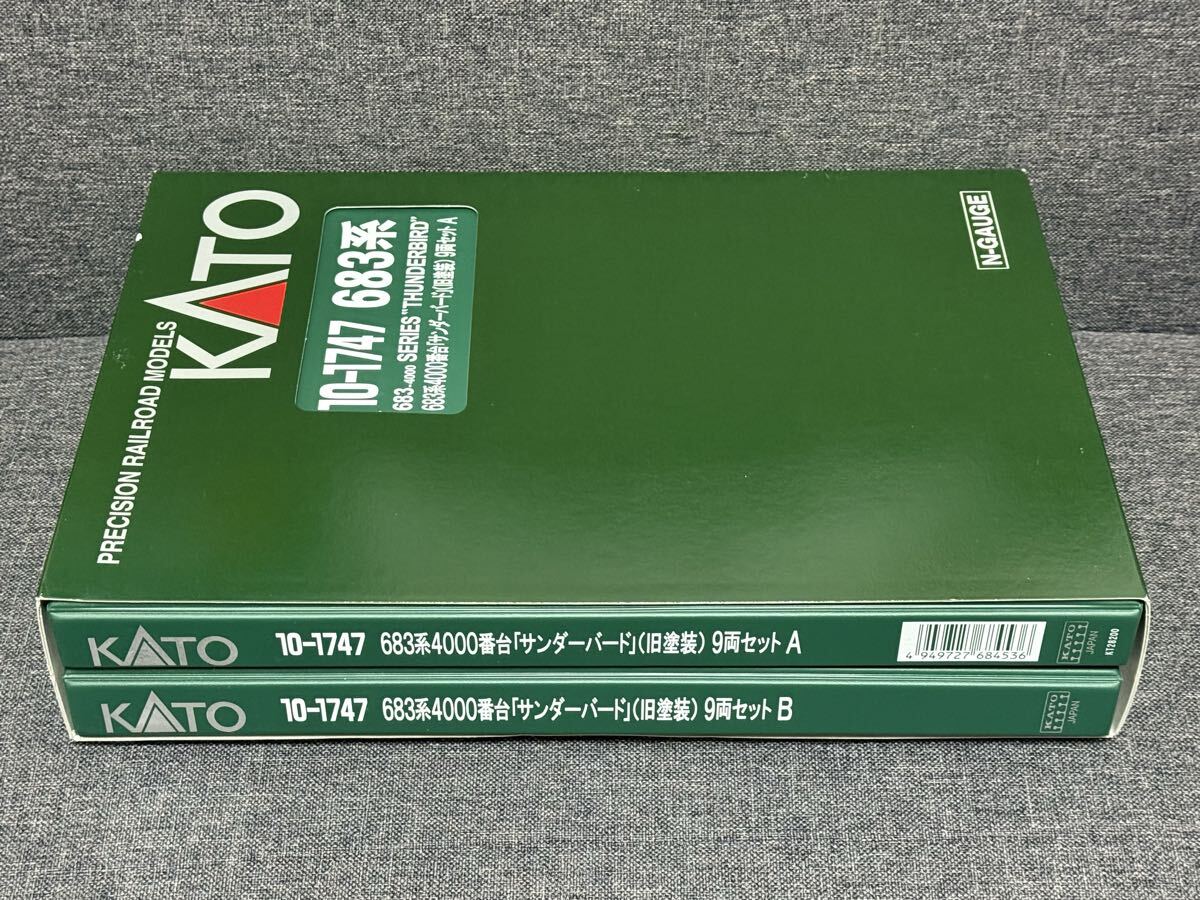 PRECISION RAILROAD MODELS
KATO
10-1747 683系
683-4000 SERIES "THUNDERBIRD"
683系4000番台「サンダーバード」(旧塗装) 9両セット A
N-GAUGE
KATO 10-1747 683系4000番台「サンダーバード」(旧塗装) 9両セット A
4 949727 684536
KATO
JAPAN
KT28200
KATO 10-1747 683系4000番台「サンダーバード」(旧塗装) 9両セット B
KATO
JAPAN